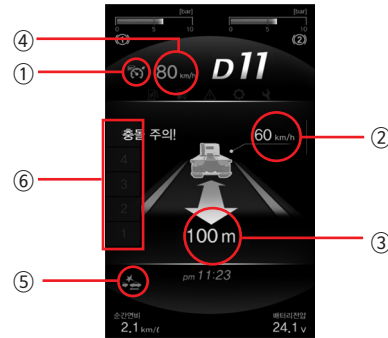 [bar] [bar]
0 5 10 0 5 10
① ②
④
① 80 km/h D11
충돌 주의! 60 km/h ②
4
3
⑥ 2
1
100 m ③
⑤
pm 11:23
순간연비 배터리전압
2.1 km/ℓ 24.1 V